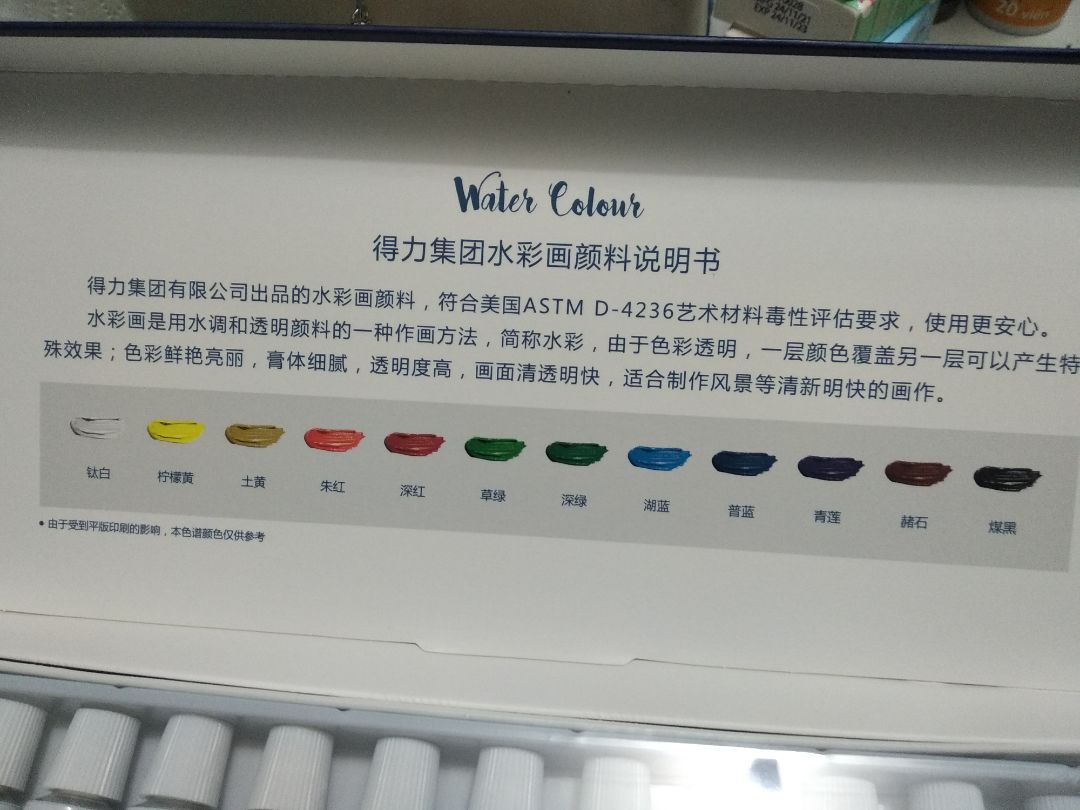 EXP 24/11/23
Water Colour
得力集团水彩画颜料说明书
得力集团有限公司出品的水彩画颜料，符合美国ASTM D-4236艺术材料毒性评估要求，使用更安心。
水彩画是用水调和透明颜料的一种作画方法，简称水彩，由于色彩透明，一层颜色覆盖另一层可以产生特
殊效果；色彩鲜艳亮丽，膏体细腻，透明度高，画面清透明快，适合制作风景等清新明快的画作。
钛白 柠檬黄 土黄 朱红 深红 草绿 深绿 湖蓝 普蓝 青莲 赭石 煤黑
• 由于受到平版印刷的影响，本色谱颜色仅供参考